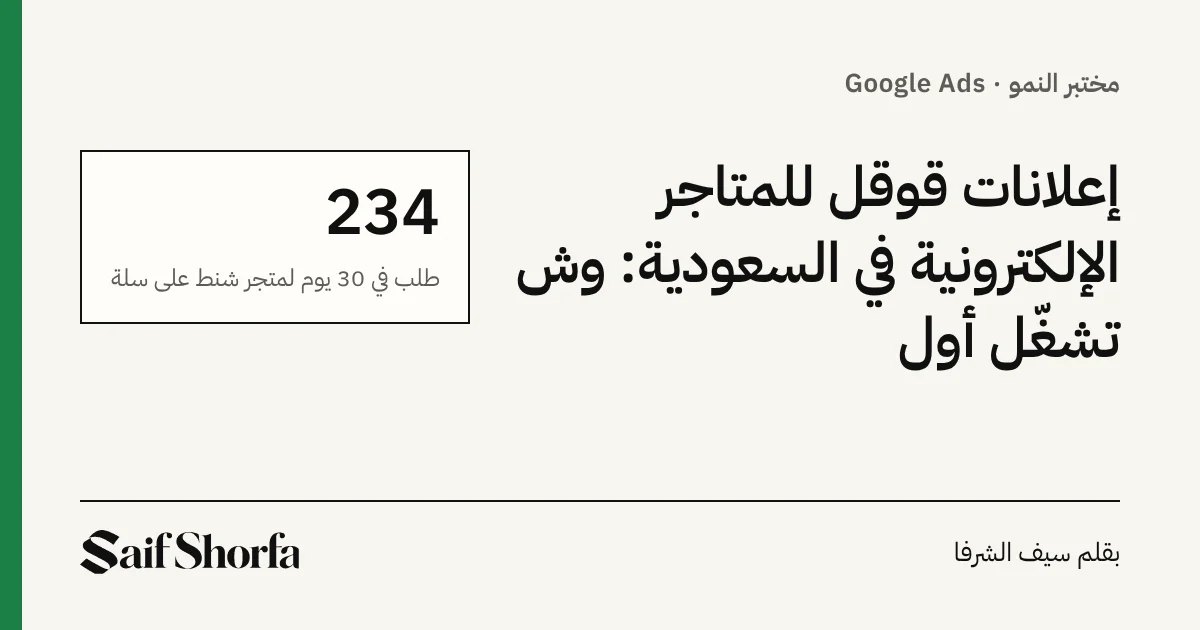 مختبر النمو · Google Ads
إعلانات قوقل للمتاجر
الإلكترونية في السعودية: وش
تشغّل أول
234
طلب في 30 يوم لمتجر شنط على سلة
بقلم سيف الشرفا
Saif Shorfa